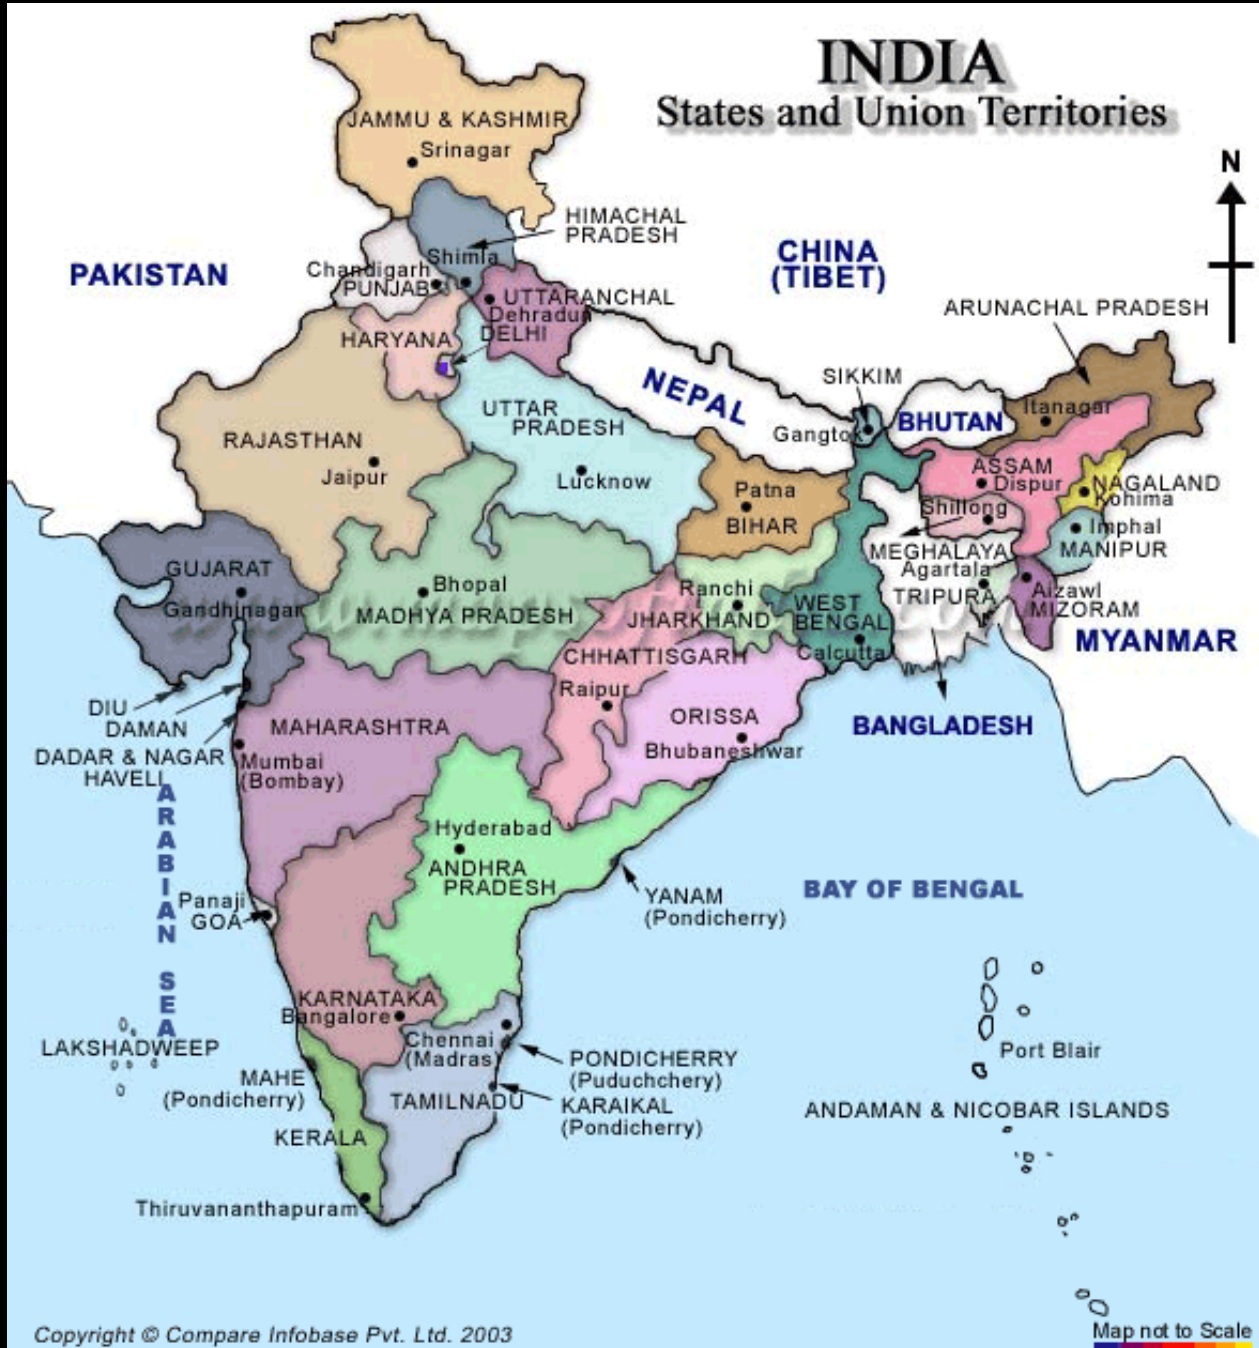 INDIA
States and Union Territories
N
JAMMU & KASHMIR
Srinagar
HIMACHAL
PRADESH
PAKISTAN
CHINA
(TIBET)
Shimla
Chandigarh
PUNJAB
UTTARANCHAL
Dehradun
DELHI
HARYANA
ARUNACHAL PRADESH
NEPAL
SIKKIM
Gangtok
BHUTAN
Itanagar
UTTAR
PRADESH
Lucknow
RAJASTHAN
Jaipur
Patna
BIHAR
ASSAM
Dispur
NAGALAND
Kohima
Shillong
MEGHALAYA
Imphal
MANIPUR
Agartala
TRIPURA
Aizawl
MIZORAM
MYANMAR
GUJARAT
Gandhinagar
Bhopal
MADHYA PRADESH
Ranchi
JHARKHAND
WEST
BENGAL
Calcutta
CHHATTISGARH
Raipur
ORISSA
Bhubaneshwar
BANGLADESH
DIU
DAMAN
DADAR & NAGAR
HAVELI
MAHARASHTRA
Mumbai
(Bombay)
ARABIAN SEA
Hyderabad
ANDHRA
PRADESH
YANAM
(Pondicherry)
BAY OF BENGAL
Panaji
GOA
KARNATAKA
Bangalore
LAKSHADWEEP
Chennai
(Madras)
PONDICHERRY
(Puduchchery)
MAHE
(Pondicherry)
TAMILNADU
KARAIKAL
(Pondicherry)
KERALA
Thiruvananthapuram
Port Blair
ANDAMAN & NICOBAR ISLANDS
Copyright © Compare Infobase Pvt. Ltd. 2003
Map not to Scale